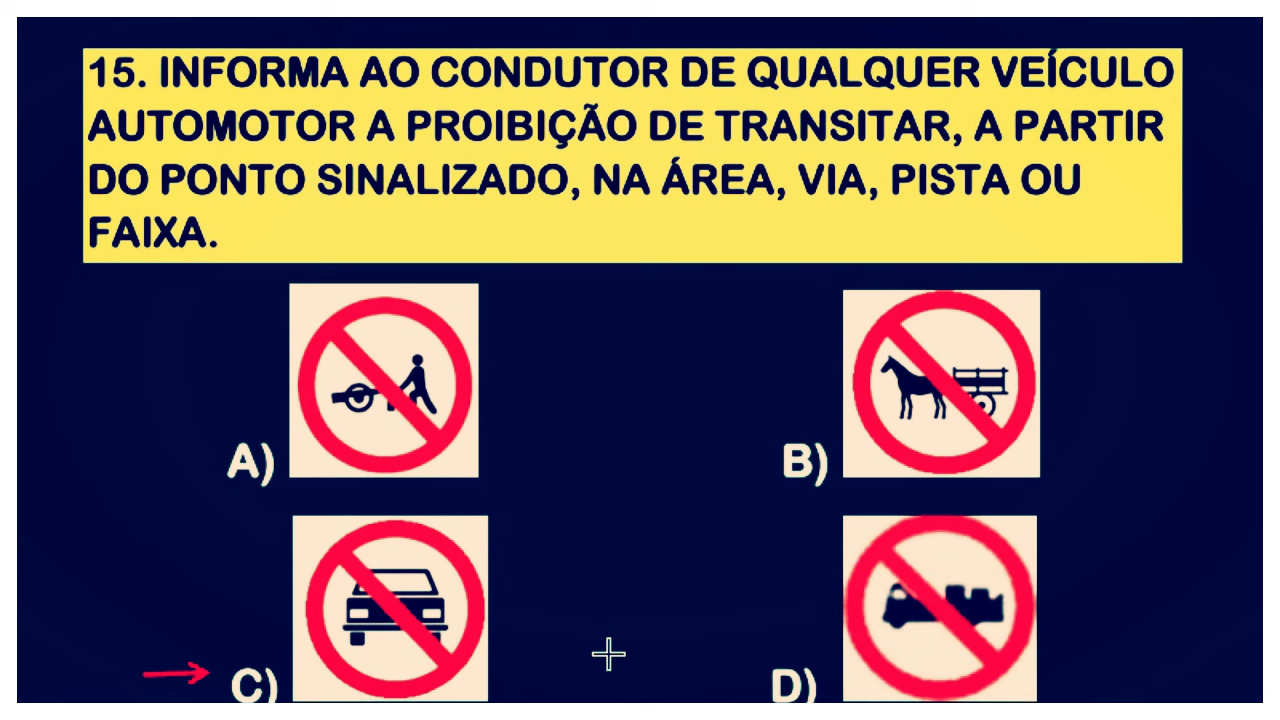 15. INFORMA AO CONDUTOR DE QUALQUER VEÍCULO
AUTOMOTOR A PROIBIÇÃO DE TRANSITAR, A PARTIR
DO PONTO SINALIZADO, NA ÁREA, VIA, PISTA OU
FAIXA.
A)
B)
C)
D)